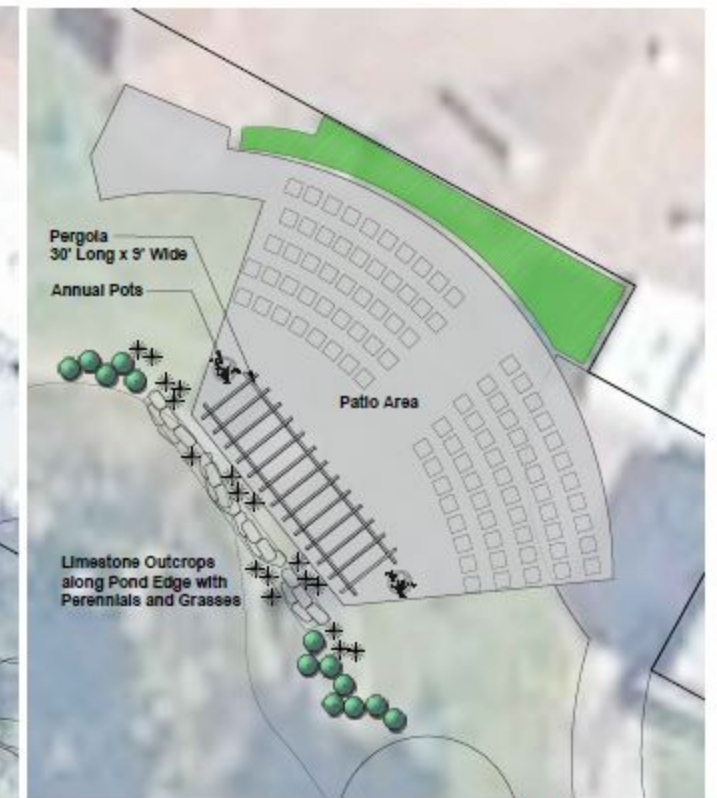 Pergola
30' Long x 9' Wide
Annual Pots
Patio Area
Limestone Outcrops
along Pond Edge with
Perennials and Grasses